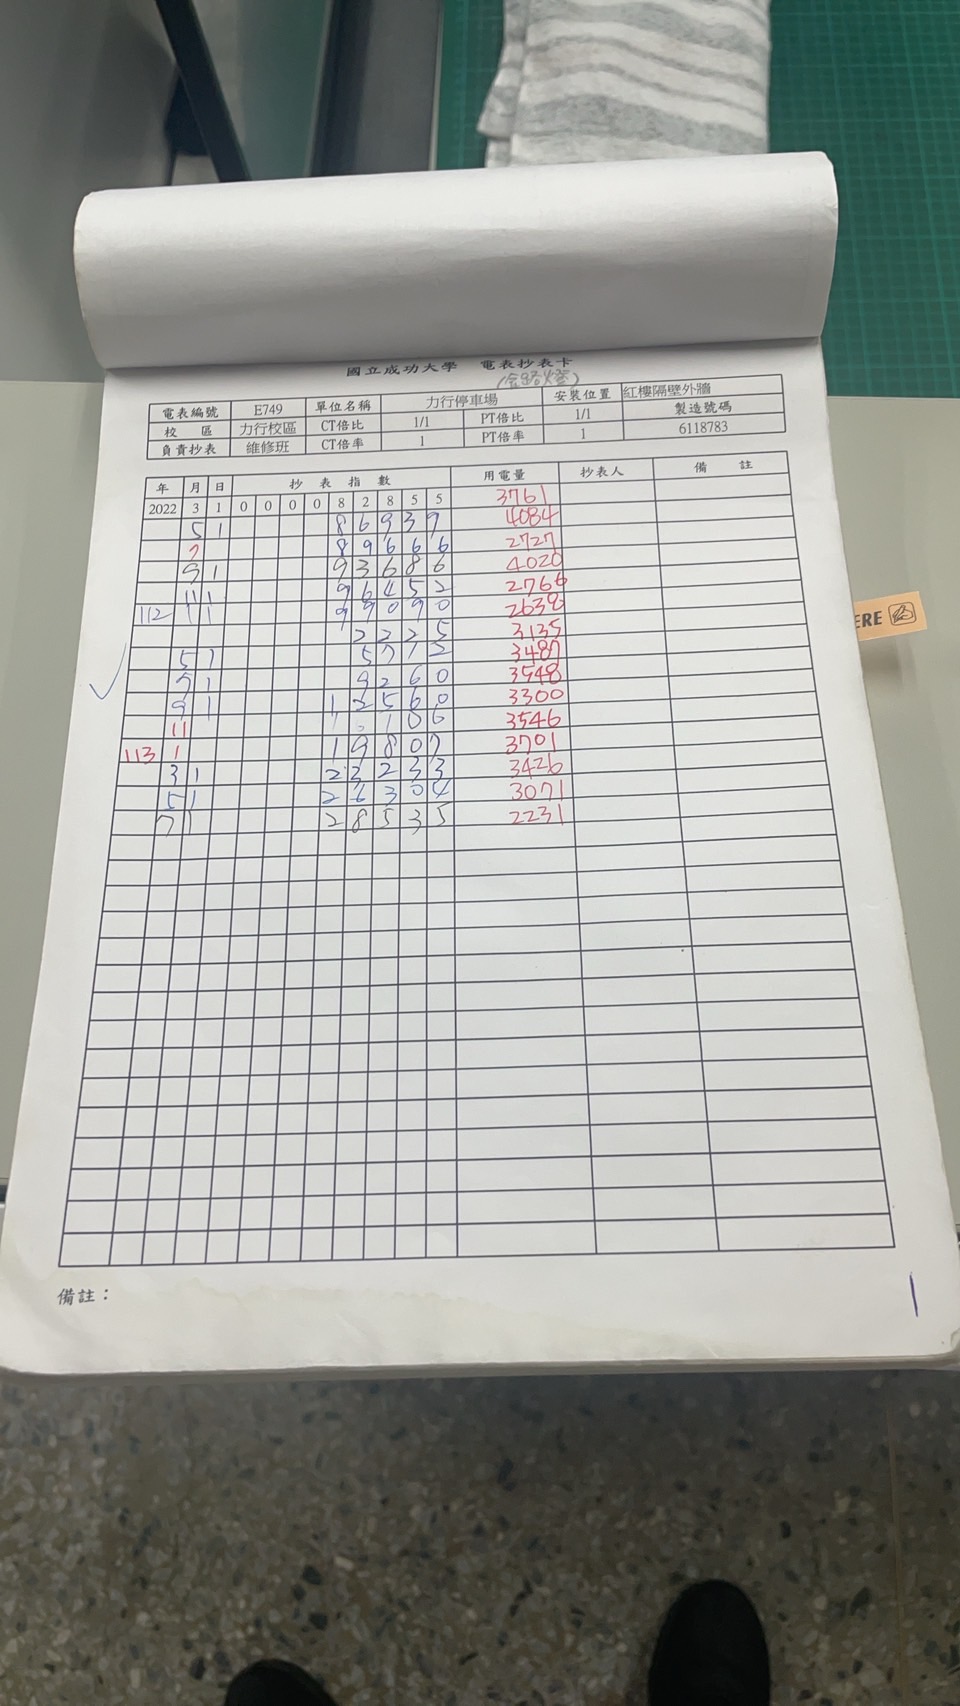 國立成功大學 電表抄表卡
電表編號 E749 單位名稱 力行停車場 安裝位置 紅樓隔壁外牆
校 區 力行校區 CT倍比 1/1 PT倍比 1/1 製造號碼
負責抄表 維修班 CT倍率 1 PT倍率 1 6118783
年 月 日 抄 表 指 數 用電量 抄表人 備 註
2022 3 1 0 0 0 0 8 2 8 5 5 3761
5 1 8 6 9 3 9 4084
7 8 9 6 6 6 2727
9 1 9 3 6 8 6 4020
11 1 9 6 4 5 2 2766
112 1 1 9 9 0 9 0 2638
2 2 2 5 3135
5 1 5 7 1 2 3487
7 1 9 2 6 0 3548
9 1 1 2 5 6 0 3300
11 1 1 0 6 3546
113 1 1 9 8 0 7 3701
3 1 2 3 2 3 3 3426
5 1 2 6 3 0 4 3071
7 1 2 8 5 3 5 2231
備註：
ERE